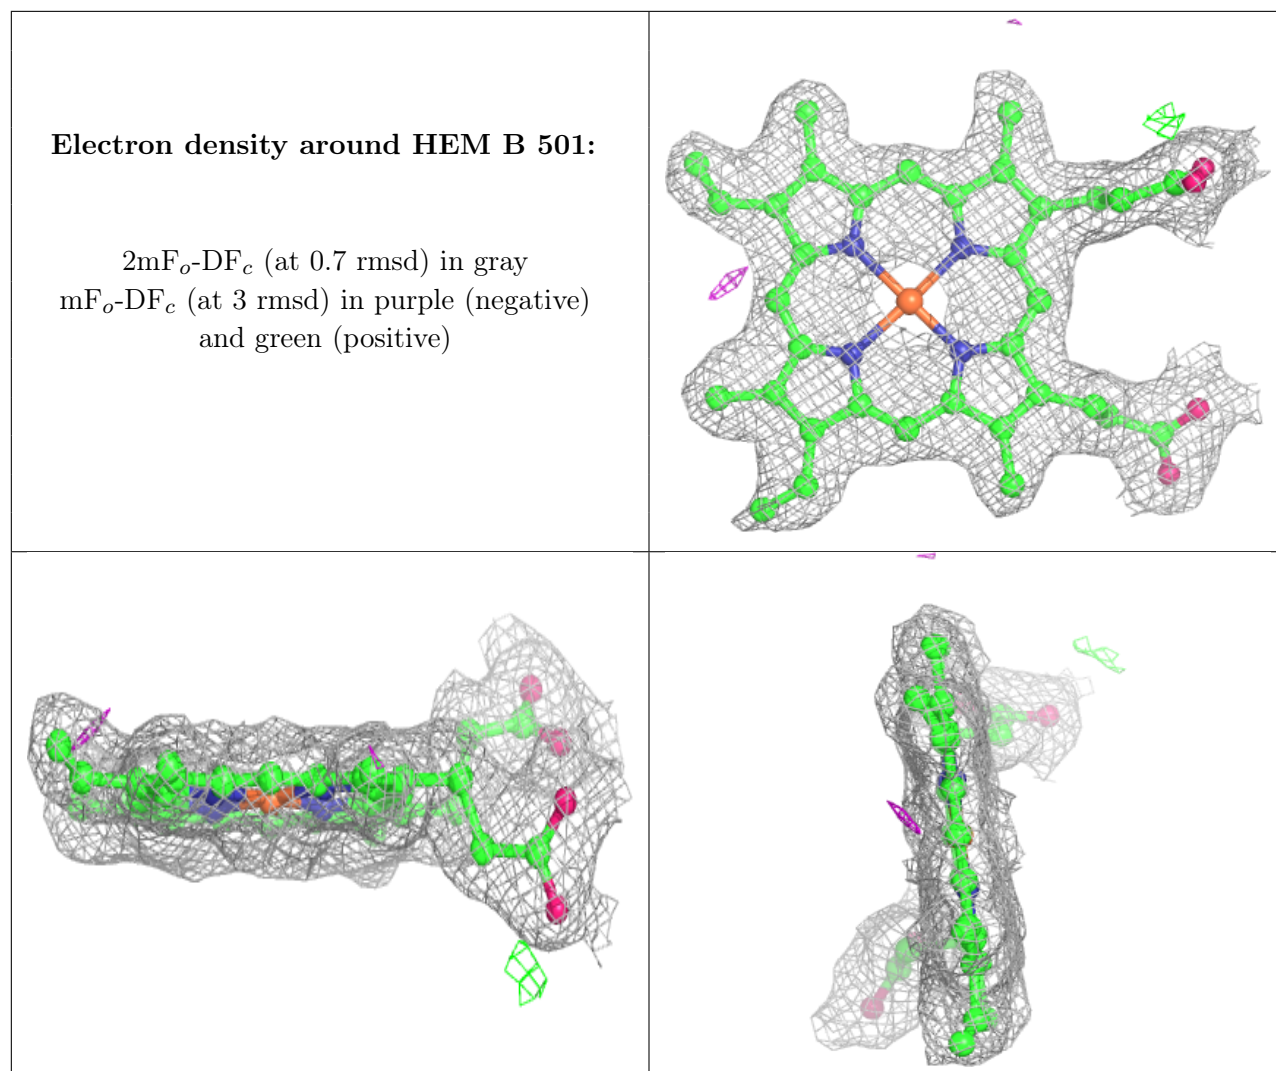 Electron density around HEM B 501:
2mFₒ-DF𝒸 (at 0.7 rmsd) in gray
mFₒ-DF𝒸 (at 3 rmsd) in purple (negative)
and green (positive)